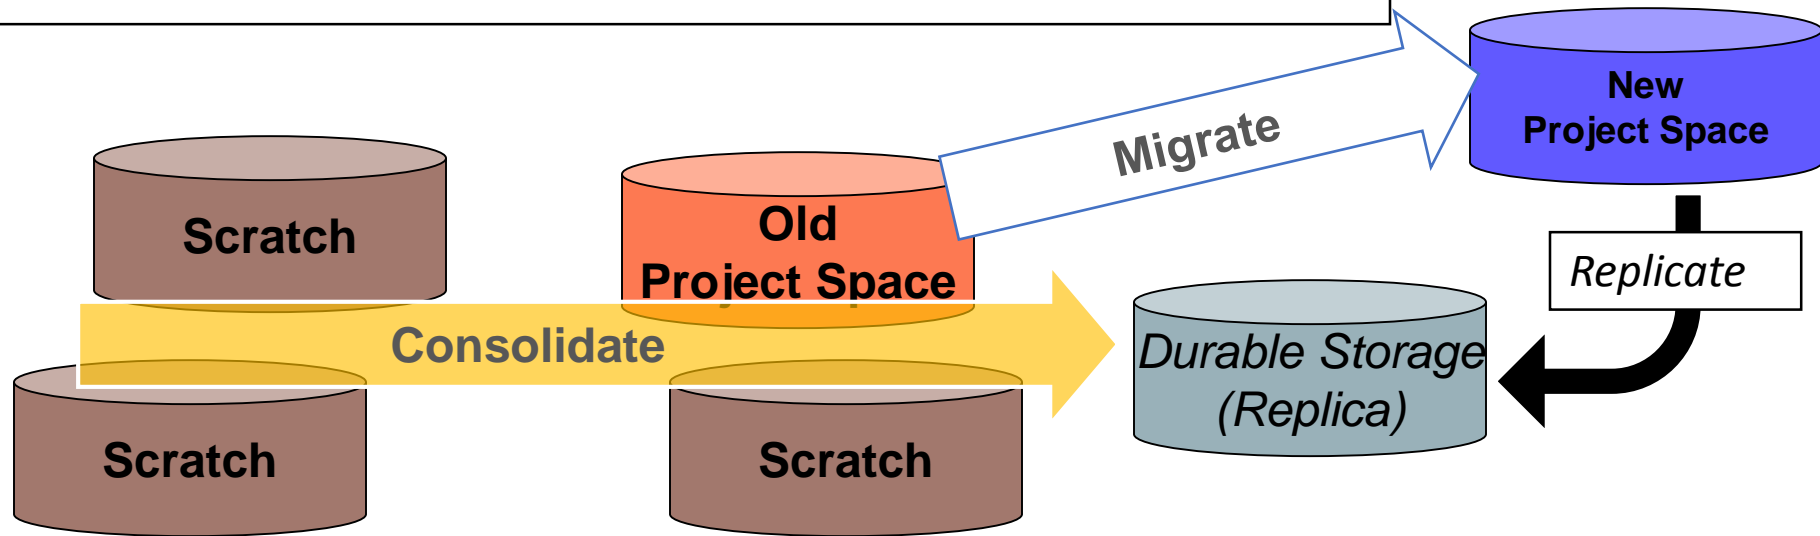 New
Project Space
Migrate
Scratch
Old
Project Space
Replicate
Consolidate
Durable Storage
(Replica)
Scratch
Scratch